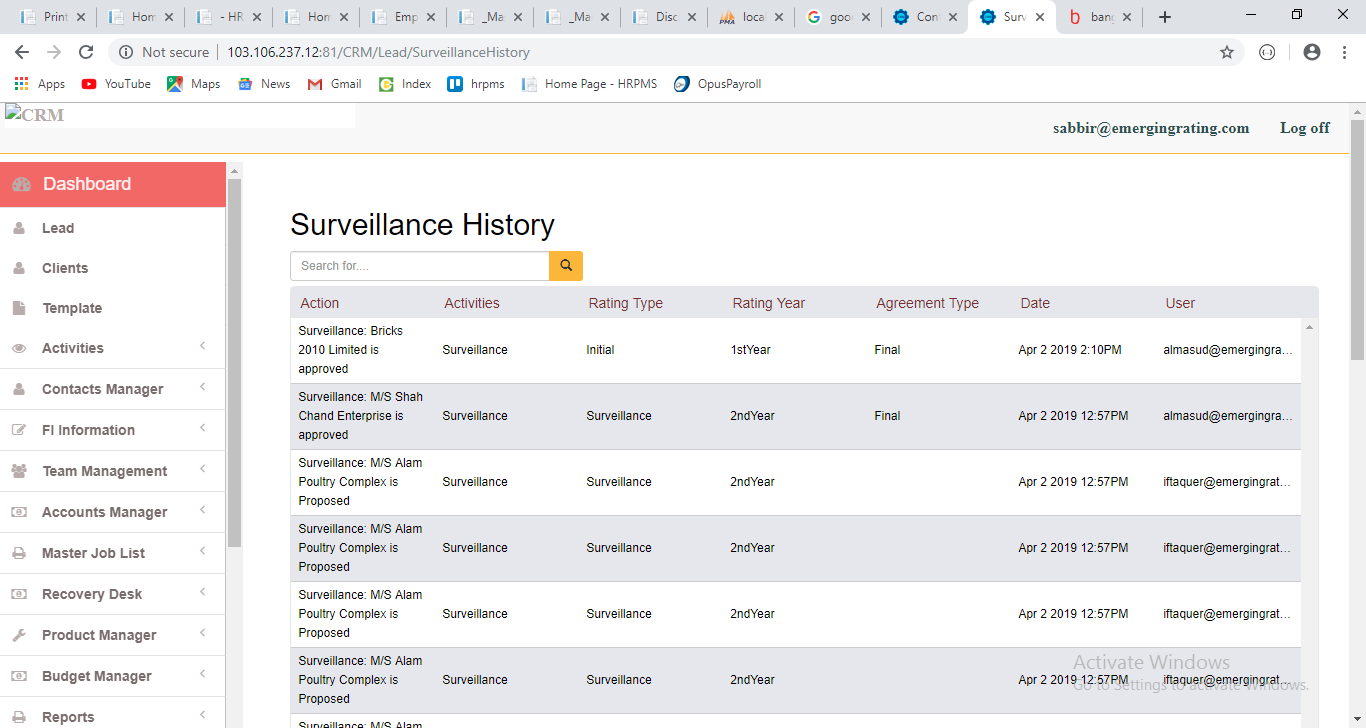 Print
Hom
- HR
Hom
Emp
_Ma
_Ma
Disc
loca
goo
Con
Surv
bang
Not secure | 103.106.237.12:81/CRM/Lead/SurveillanceHistory
Apps YouTube Maps News Gmail Index hrpms Home Page - HRPMS OpusPayroll
CRM
sabbir@emergingrating.com Log off
Dashboard
Lead
Clients
Template
Activities
Contacts Manager
FI Information
Team Management
Accounts Manager
Master Job List
Recovery Desk
Product Manager
Budget Manager
Reports
Surveillance History
Search for....
Action Activities Rating Type Rating Year Agreement Type Date User
Surveillance: Bricks
2010 Limited is
approved
Surveillance Initial 1stYear Final Apr 2 2019 2:10PM almasud@emergingra...
Surveillance: M/S Shah
Chand Enterprise is
approved
Surveillance Surveillance 2ndYear Final Apr 2 2019 12:57PM almasud@emergingra...
Surveillance: M/S Alam
Poultry Complex is
Proposed
Surveillance Surveillance 2ndYear Apr 2 2019 12:57PM iftaquer@emergingrat...
Surveillance: M/S Alam
Poultry Complex is
Proposed
Surveillance Surveillance 2ndYear Apr 2 2019 12:57PM iftaquer@emergingrat...
Surveillance: M/S Alam
Poultry Complex is
Proposed
Surveillance Surveillance 2ndYear Apr 2 2019 12:57PM iftaquer@emergingrat...
Surveillance: M/S Alam
Poultry Complex is
Proposed
Surveillance Surveillance 2ndYear Apr 2 2019 12:57PM iftaquer@emergingrat...
Surveillance: M/S Alam
Activate Windows
Go to Settings to activate Windows.